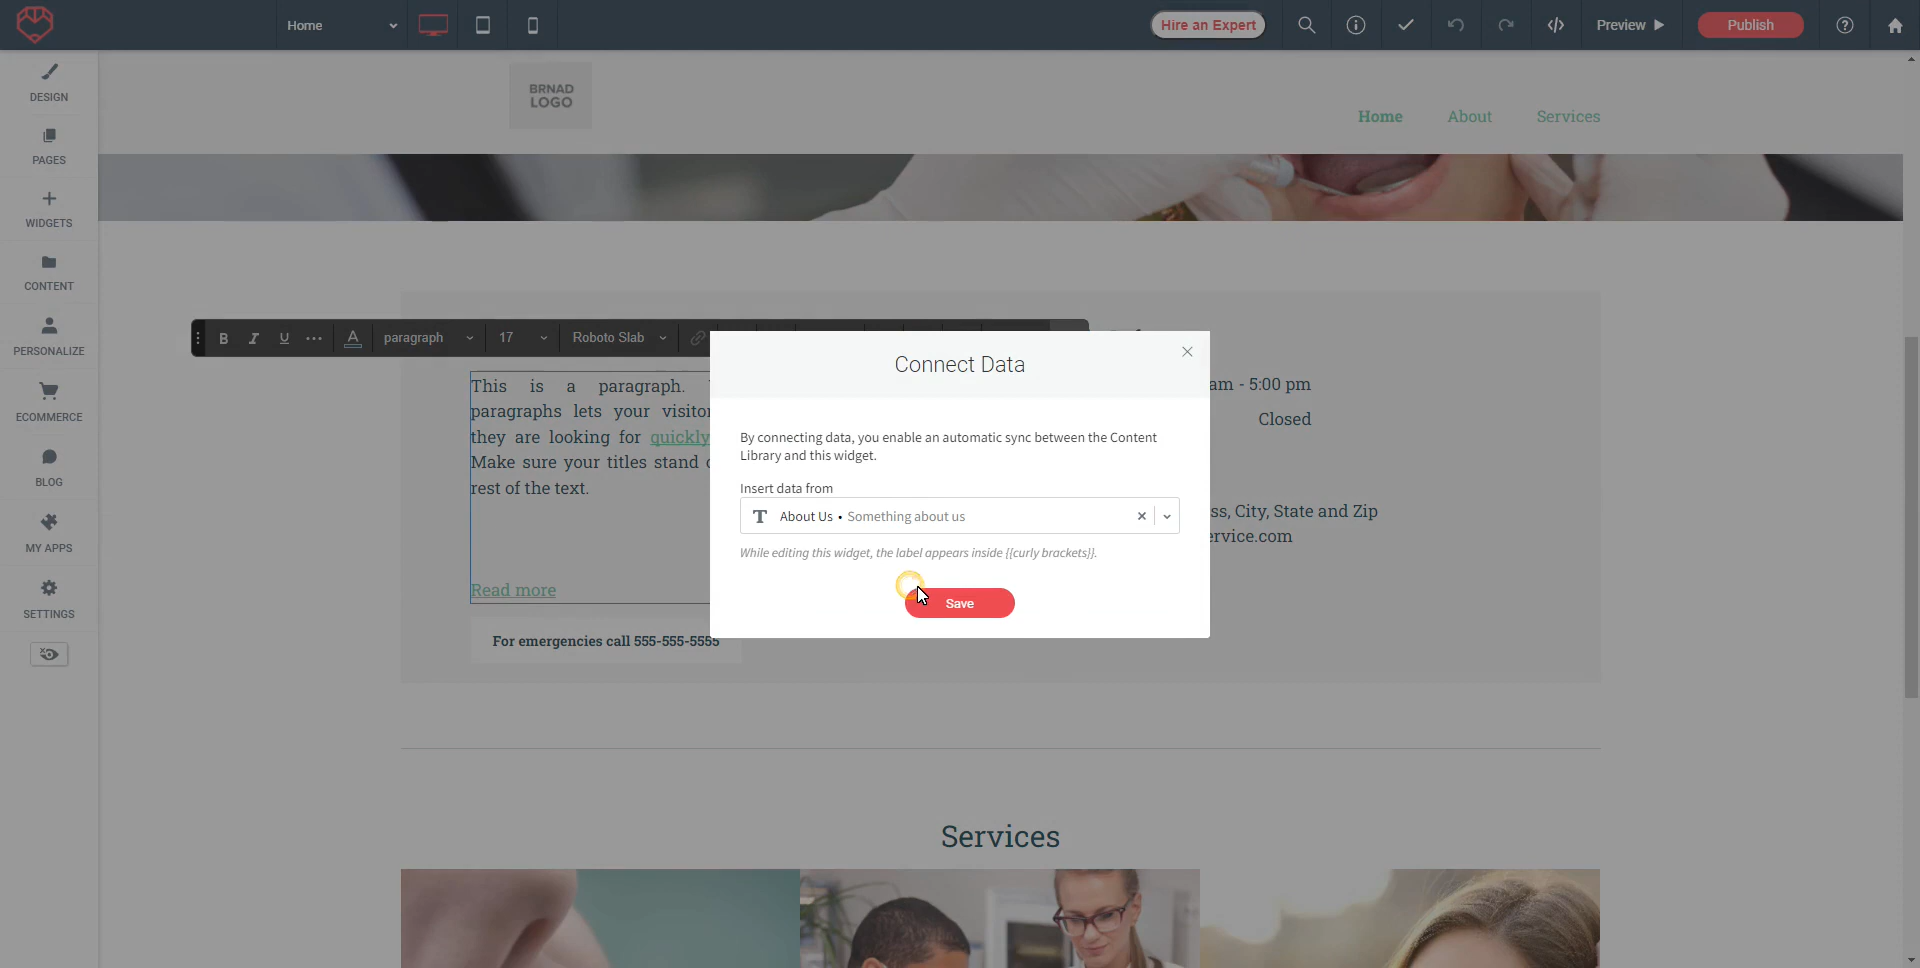 Home
Hire an Expert
Preview
Publish
DESIGN
PAGES
WIDGETS
CONTENT
PERSONALIZE
ECOMMERCE
BLOG
MY APPS
SETTINGS
BRNAD
LOGO
Home About Services
B I U A paragraph 17 Roboto Slab
This is a paragraph.
paragraphs lets your
they are looking for quickly
Make sure your titles stand
rest of the text.
Read more
For emergencies call 555-555-5555
am - 5:00 pm
Closed
ss, City, State and Zip
ervice.com
Connect Data
By connecting data, you enable an automatic sync between the Content
Library and this widget.
Insert data from
T About Us • Something about us
While editing this widget, the label appears inside {{curly brackets}}.
Save
Services